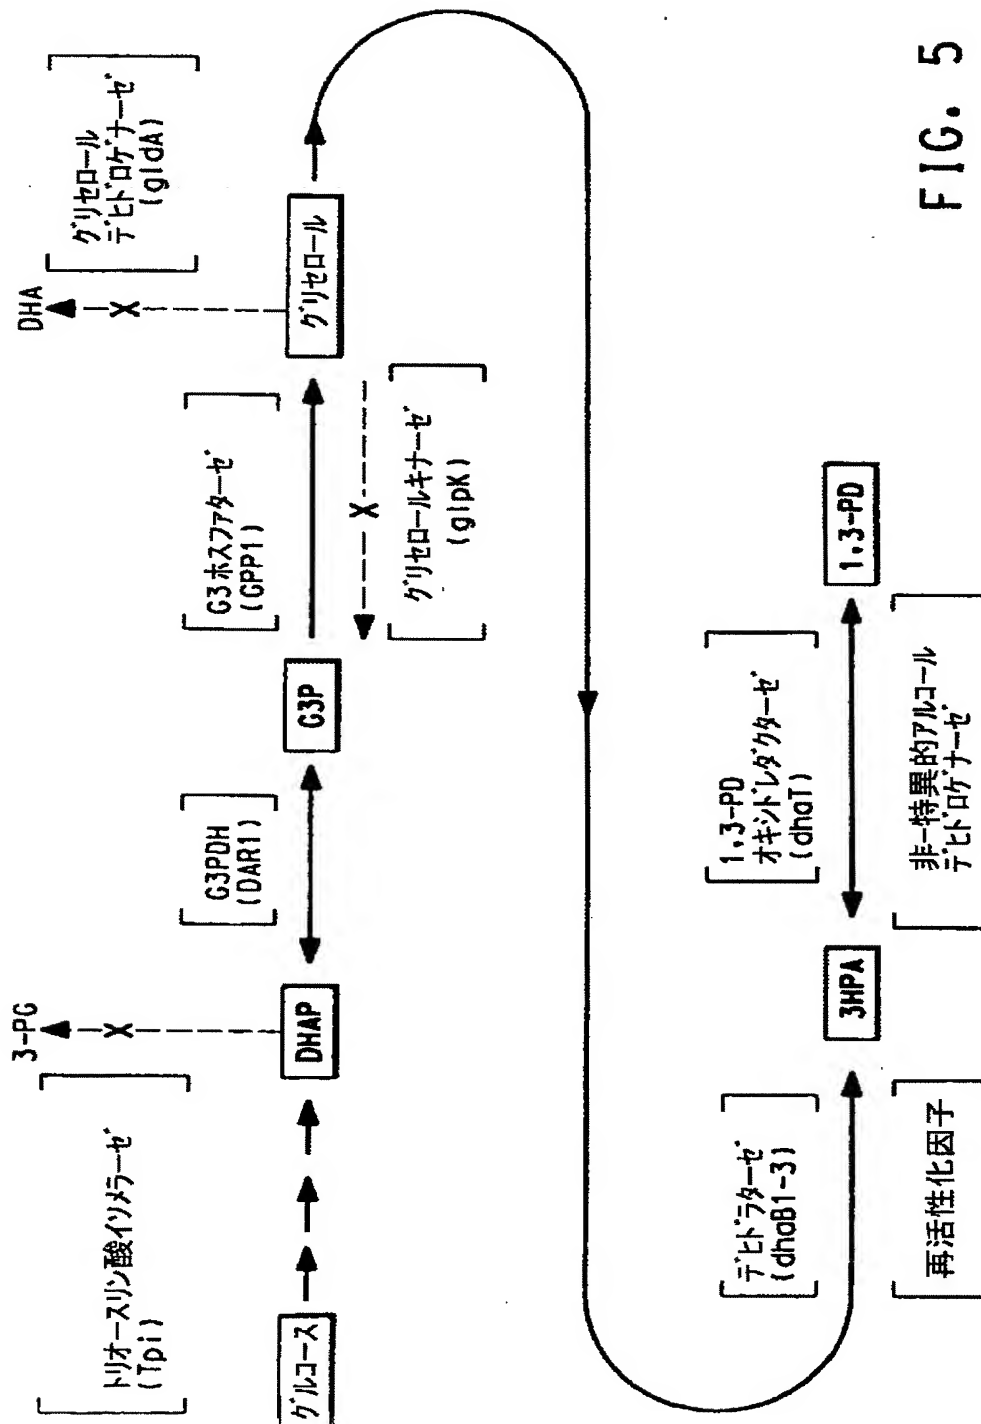 トリオースリン酸イソメラーゼ
(Tpi)
3-PG
X
グルコース
DHAP
G3PDH
(DAR1)
G3P
G3ホスファターゼ
(GPP1)
X
グリセロールキナーゼ
(glpK)
グリセロール
DHA
X
グリセロール
デヒドロゲナーゼ
(gldA)
デヒドラターゼ
(dhaB1-3)
再活性化因子
3HPA
1,3-PD
オキシドレダクターゼ
(dhaT)
非-特異的アルコール
デヒドロゲナーゼ
1,3-PD
FIG. 5